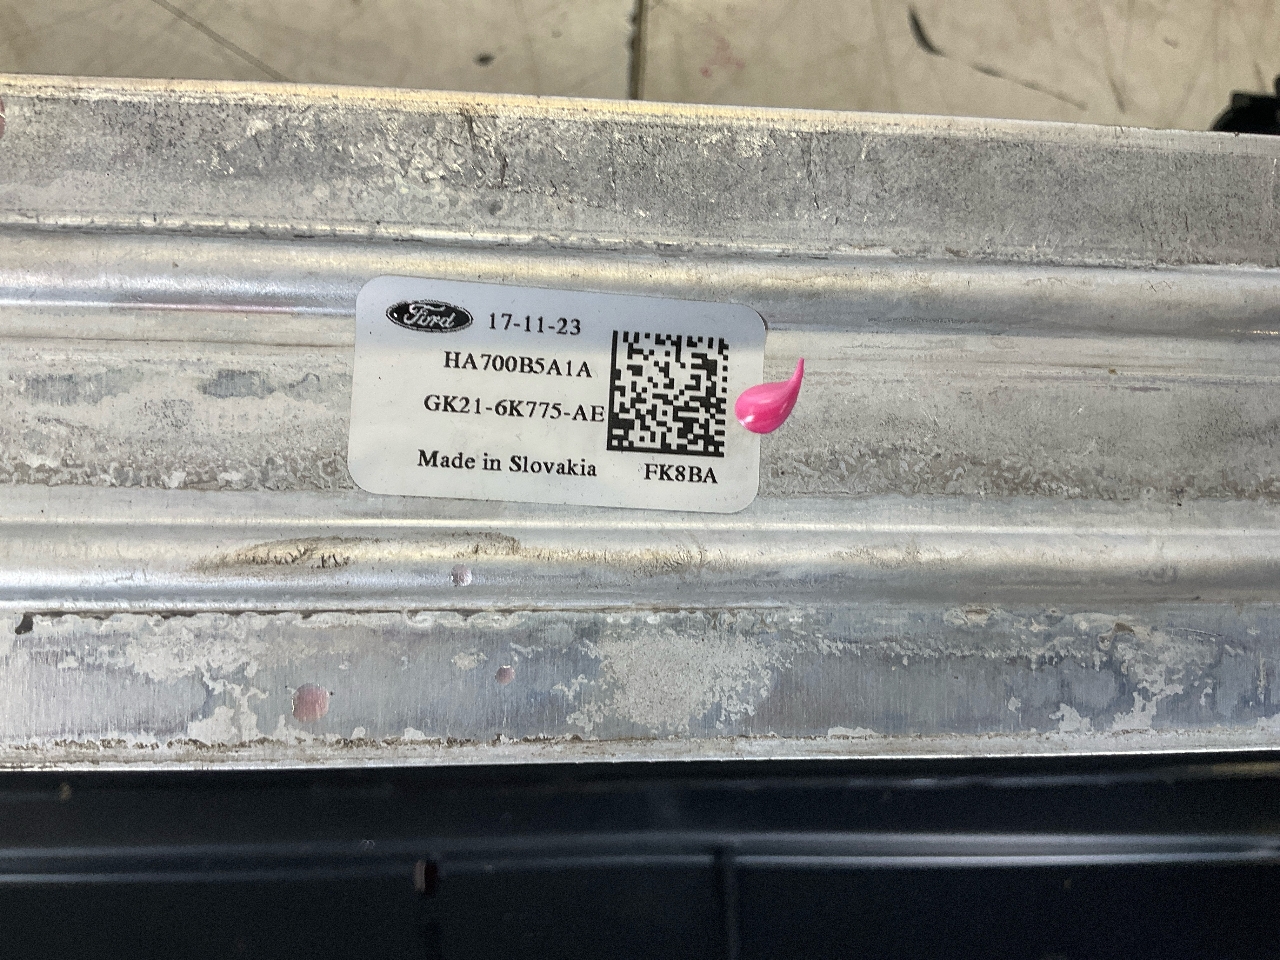 Ford 17-11-23
HA700B5A1A
GK21-6K775-AE
Made in Slovakia FK8BA